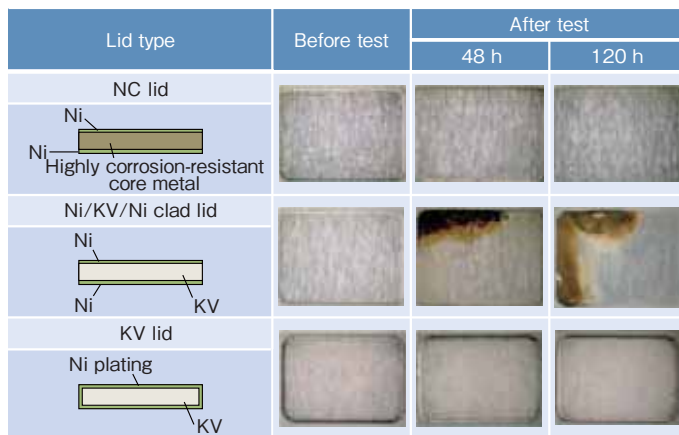 Lid type
Before test
After test
48 h
120 h
NC lid
Ni
Ni
Highly corrosion-resistant
core metal
Ni/KV/Ni clad lid
Ni
Ni
KV
KV lid
Ni plating
KV